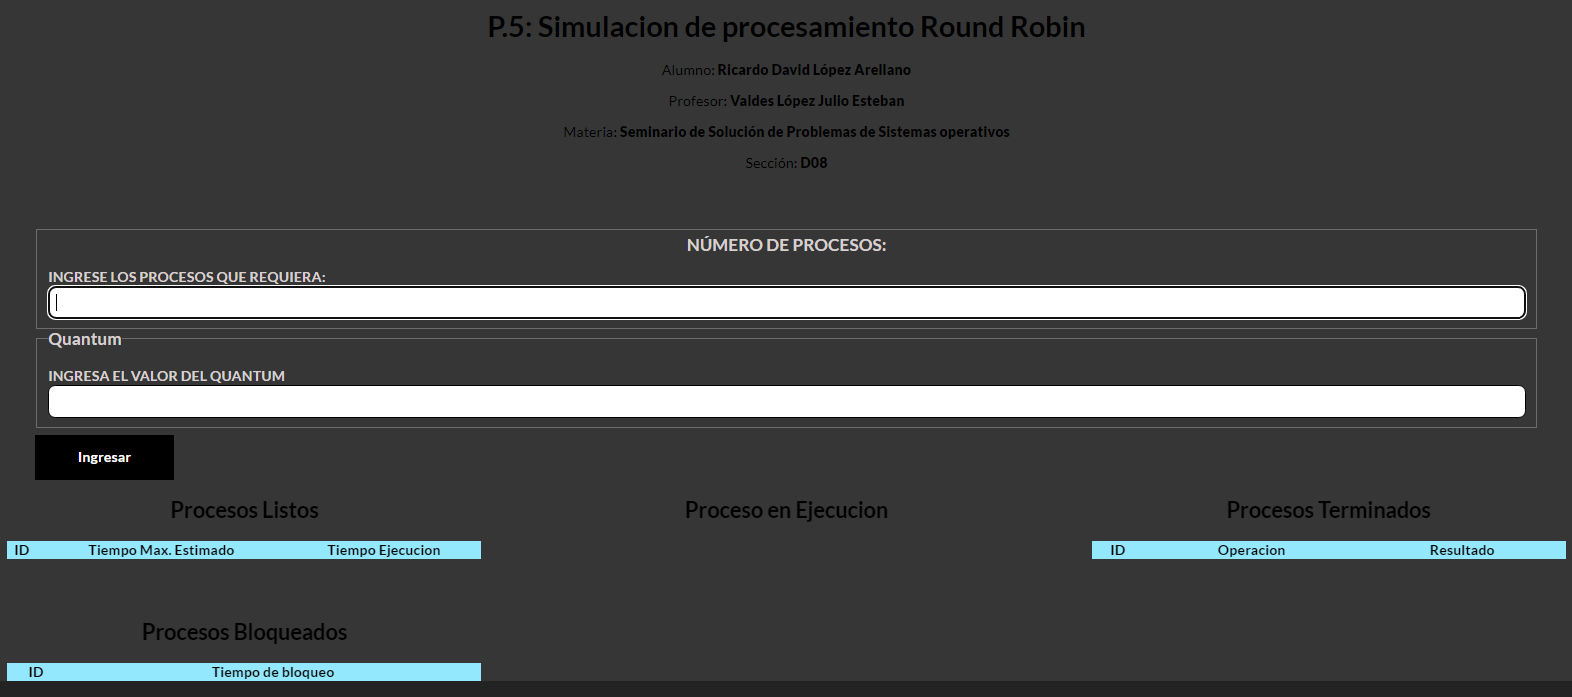 P.5: Simulacion de procesamiento Round Robin
Alumno: Ricardo David López Arellano
Profesor: Valdes López Julio Esteban
Materia: Seminario de Solución de Problemas de Sistemas operativos
Sección: D08
NÚMERO DE PROCESOS:
INGRESE LOS PROCESOS QUE REQUIERA:
Quantum
INGRESA EL VALOR DEL QUANTUM
Ingresar
Procesos Listos
ID Tiempo Max. Estimado Tiempo Ejecucion
Proceso en Ejecucion
Procesos Terminados
ID Operacion Resultado
Procesos Bloqueados
ID Tiempo de bloqueo